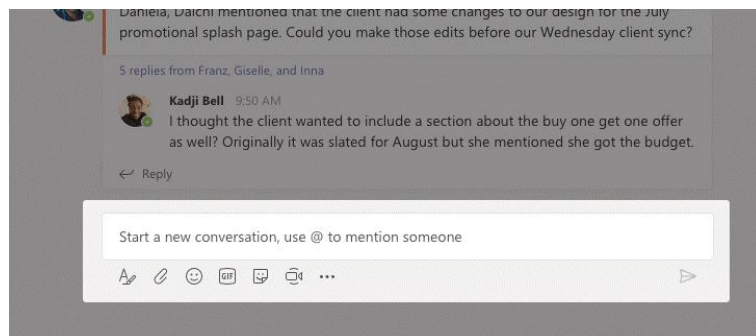 Daniela, Daichi mentioned that the client had some changes to our design for the July
promotional splash page. Could you make those edits before our Wednesday client sync?
5 replies from Franz, Giselle, and Inna
Kadji Bell 9:50 AM
I thought the client wanted to include a section about the buy one get one offer
as well? Originally it was slated for August but she mentioned she got the budget.
Reply
Start a new conversation, use @ to mention someone
GIF